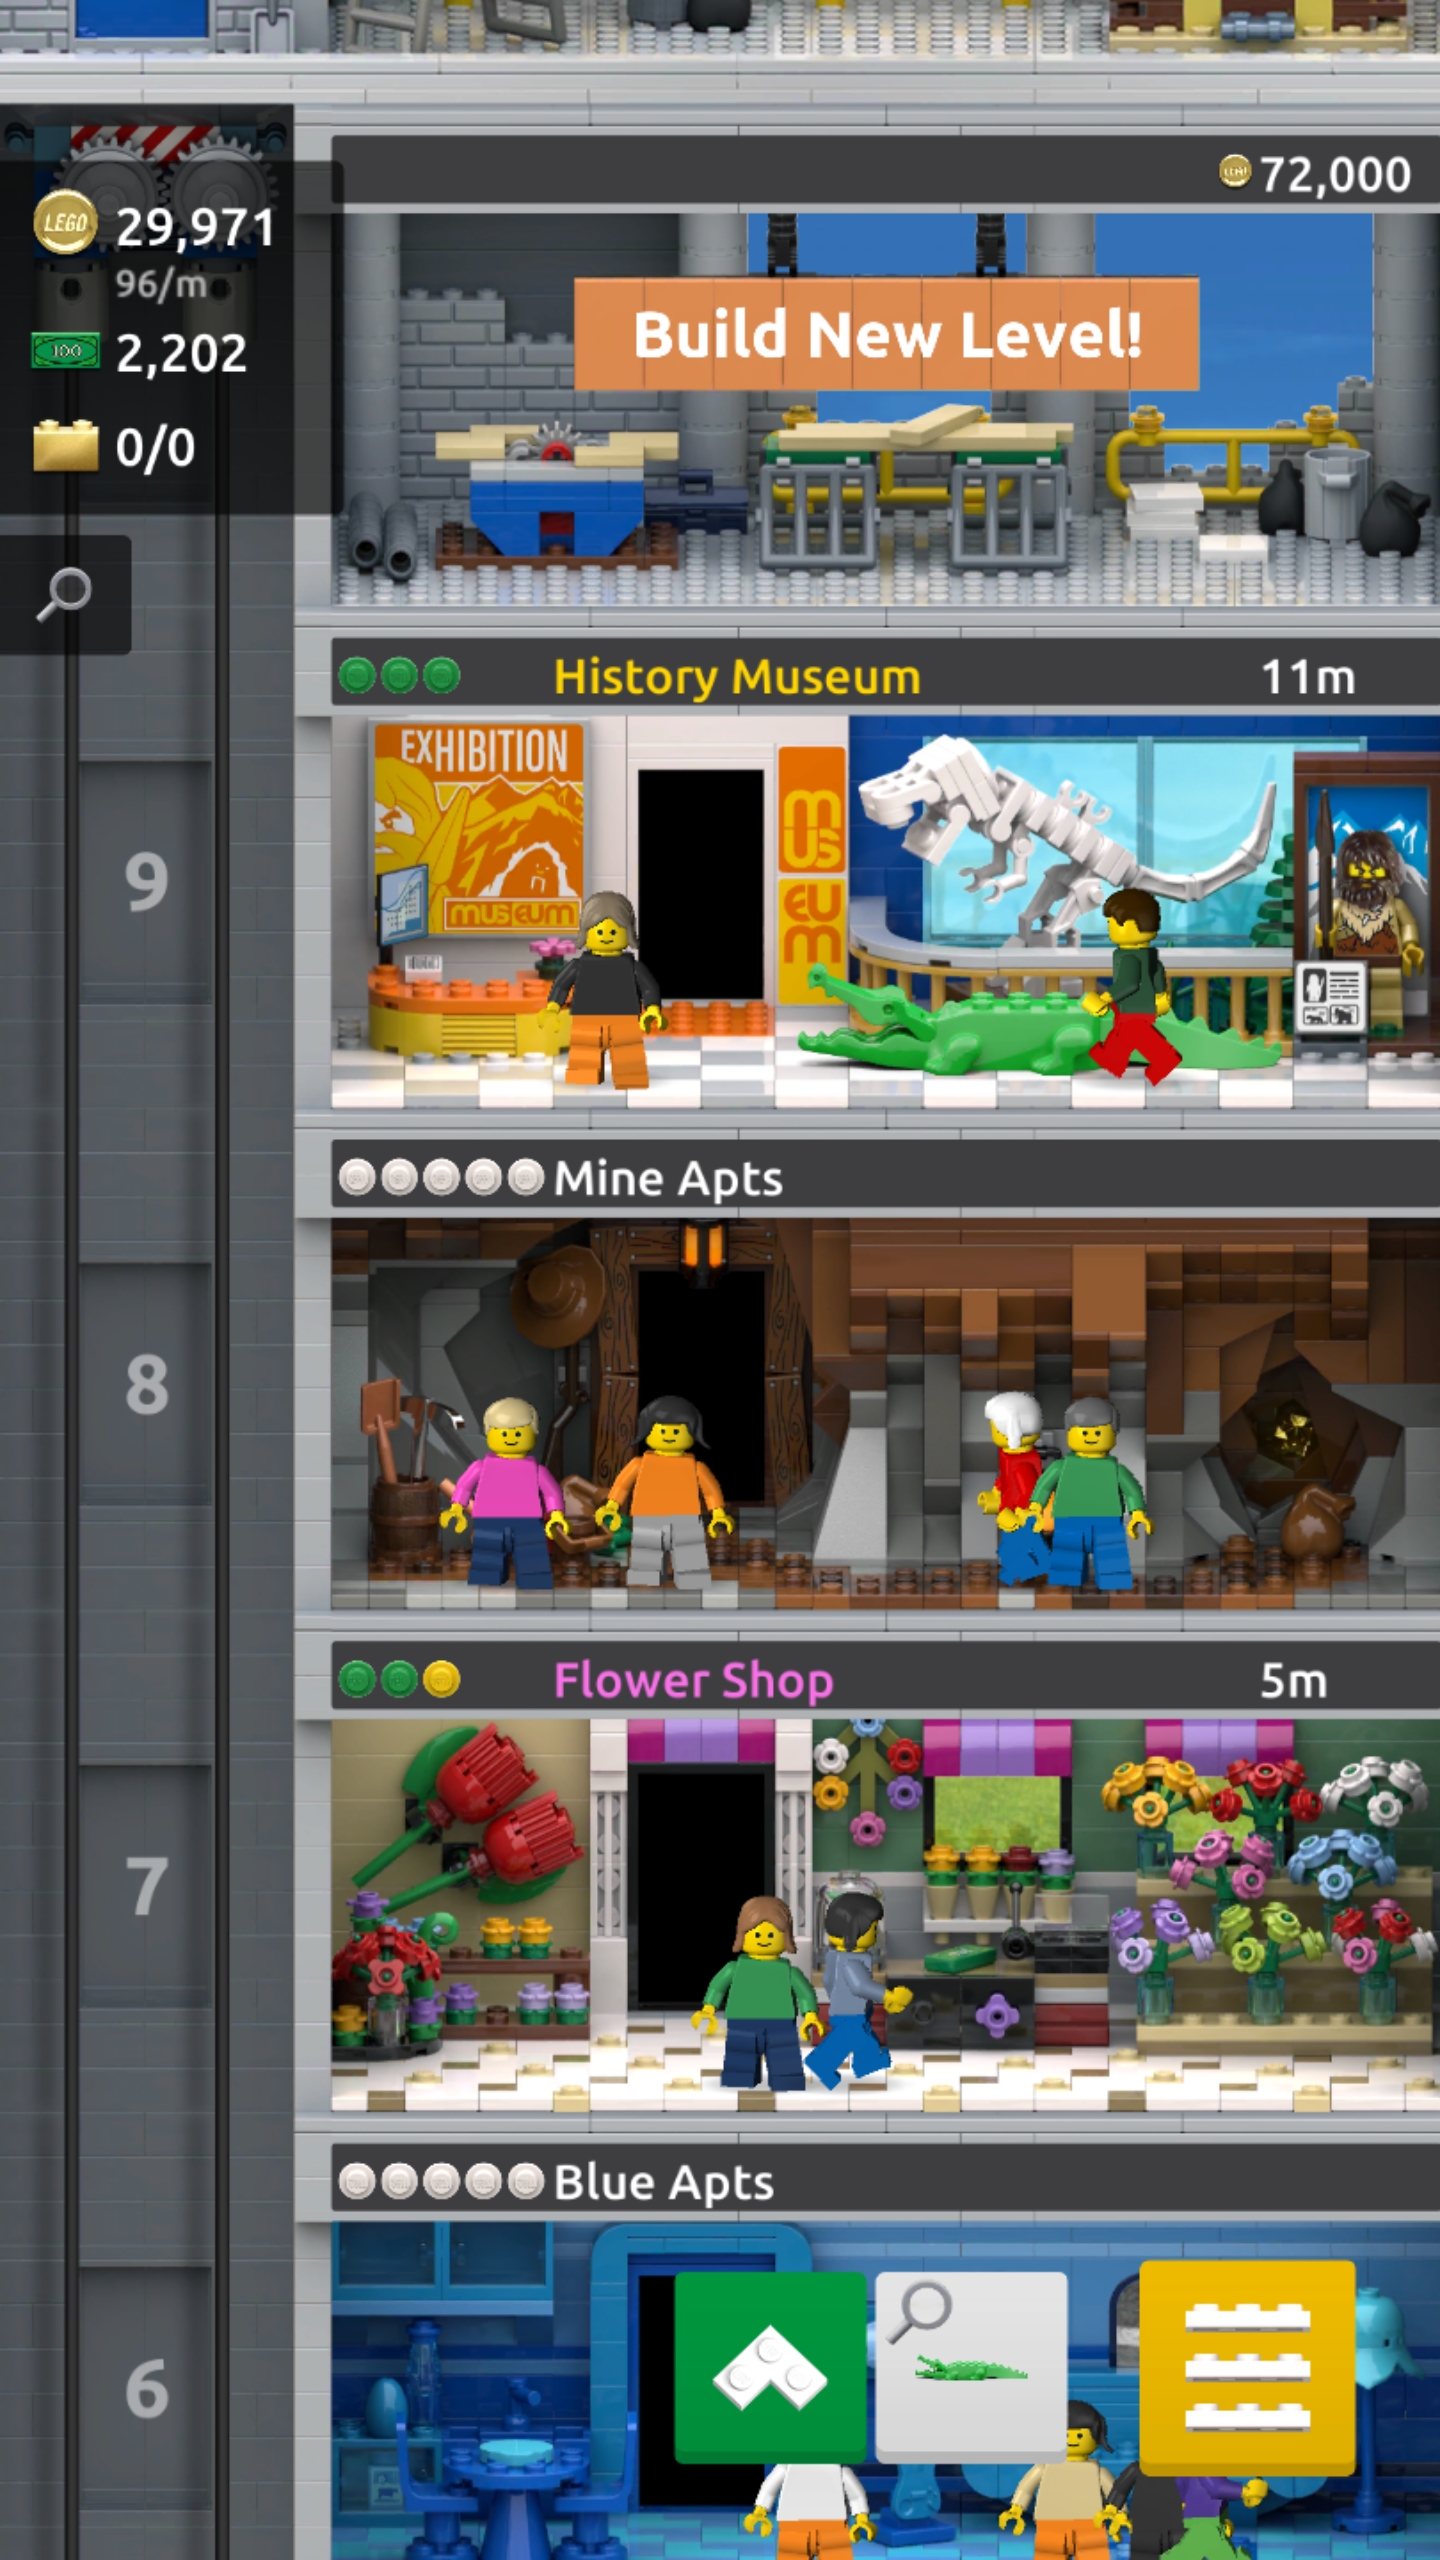 72,000
LEGO 29,971
96/m
100 2,202
0/0
Build New Level!
History Museum 11m
EXHIBITION
MUSEUM
MUS
EUM
9
Mine Apts
8
Flower Shop 5m
7
Blue Apts
6